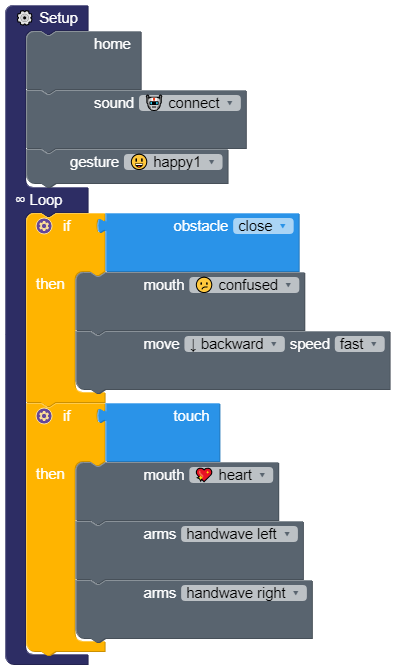 Setup
home
sound connect
gesture happy1
∞ Loop
if obstacle close
then mouth confused
move ↓ backward speed fast
if touch
then mouth heart
arms handwave left
arms handwave right